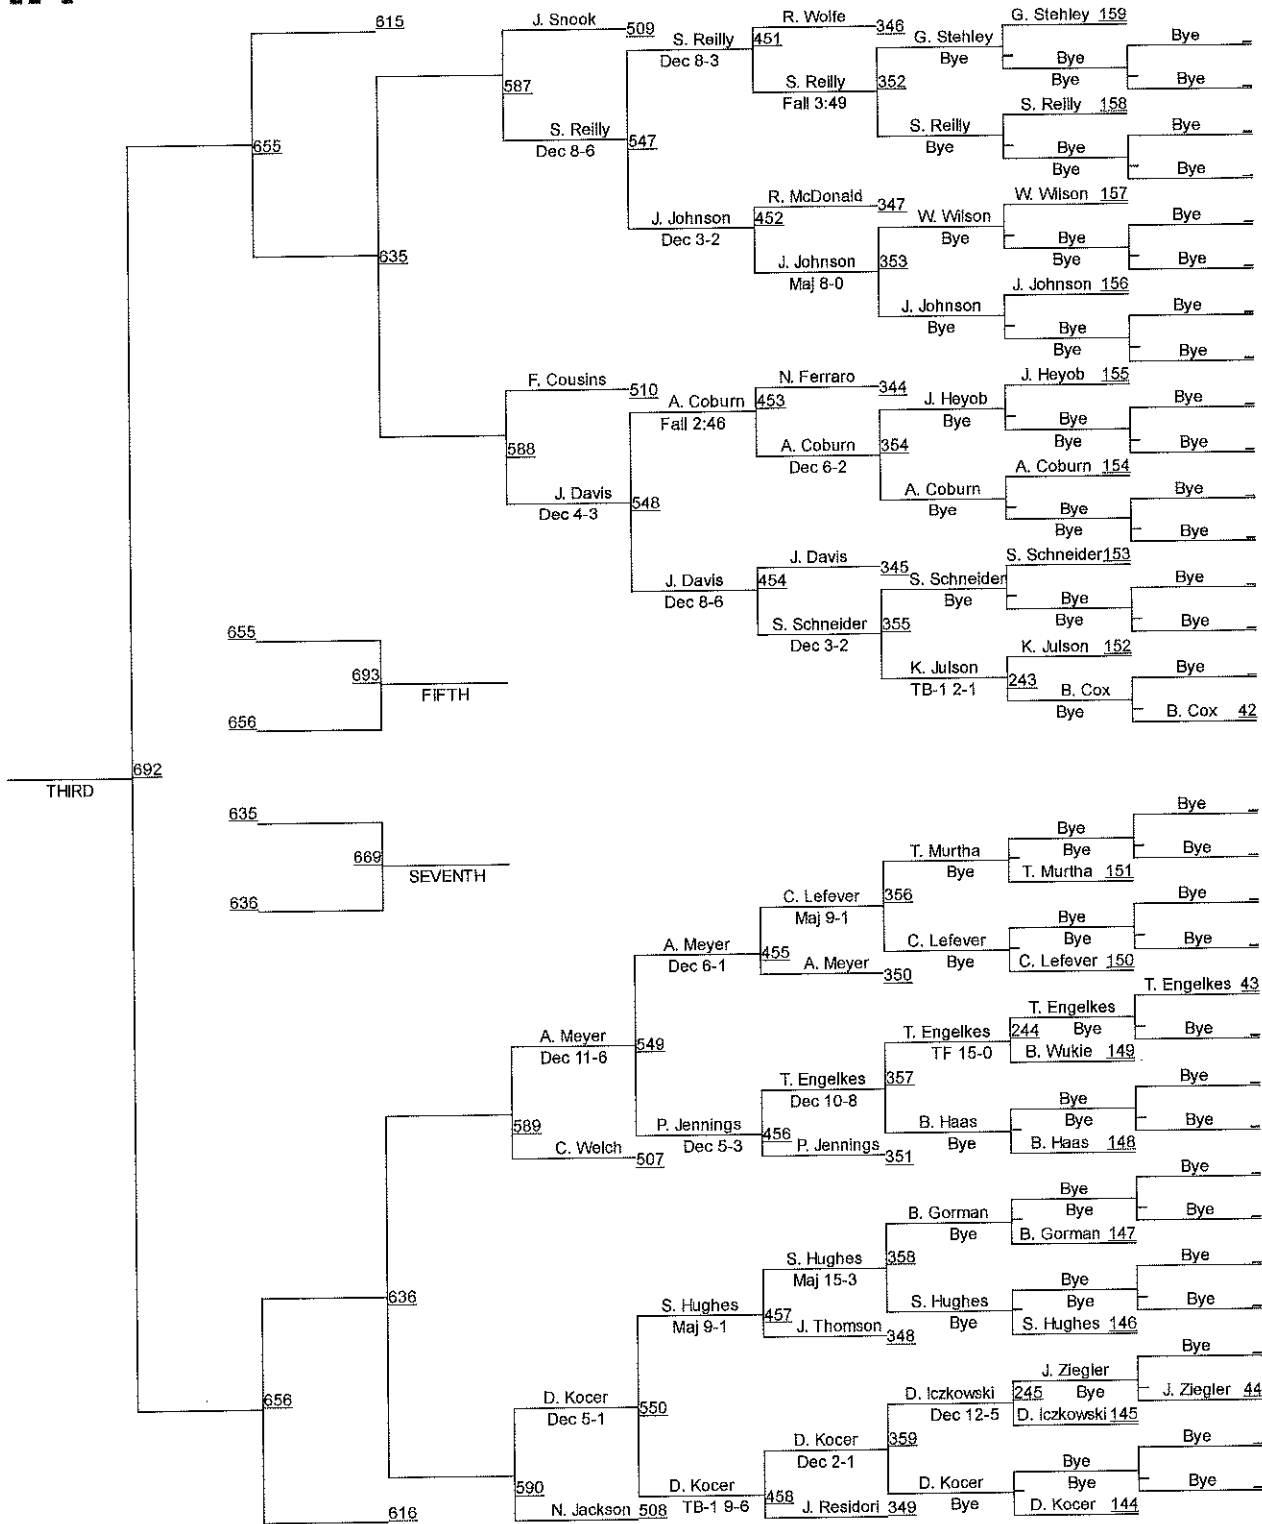 615
J. Snook 509
R. Wolfe 346
G. Stehley 159
Bye
S. Reilly 451
Dec 8-3
G. Stehley
Bye
Bye
Bye
Bye
587
S. Reilly 352
Fall 3:49
S. Reilly 158
Bye
655
S. Reilly 547
Dec 8-6
S. Reilly
Bye
Bye
Bye
Bye
R. McDonald 347
W. Wilson 157
Bye
J. Johnson 452
Dec 3-2
W. Wilson
Bye
Bye
Bye
Bye
635
J. Johnson 353
Maj 8-0
J. Johnson 156
Bye
J. Johnson
Bye
Bye
Bye
Bye
F. Cousins 510
N. Ferraro 344
J. Heyob 155
Bye
A. Coburn 453
Fall 2:46
J. Heyob
Bye
Bye
Bye
Bye
588
A. Coburn 354
Dec 6-2
A. Coburn 154
Bye
J. Davis 548
Dec 4-3
A. Coburn
Bye
Bye
Bye
Bye
J. Davis 345
S. Schneider 153
Bye
J. Davis 454
Dec 8-6
S. Schneider
Bye
Bye
Bye
Bye
S. Schneider 355
Dec 3-2
655
693
FIFTH
656
K. Julson
TB-1 2-1
K. Julson 152
243
B. Cox
Bye
Bye
B. Cox 42
692
THIRD
635
669
SEVENTH
636
Bye
T. Murtha
Bye
Bye
Bye
Bye
T. Murtha 151
C. Lefever 356
Maj 9-1
Bye
A. Meyer 455
Dec 6-1
C. Lefever
Bye
Bye
Bye
Bye
A. Meyer 350
C. Lefever 150
T. Engelkes 43
A. Meyer 549
Dec 11-6
T. Engelkes 244
TF 15-0
T. Engelkes
Bye
Bye
B. Wukie 149
T. Engelkes 357
Dec 10-8
Bye
589
P. Jennings 456
Dec 5-3
B. Haas
Bye
Bye
Bye
Bye
C. Welch 507
P. Jennings 351
B. Haas 148
Bye
B. Gorman
Bye
Bye
Bye
Bye
B. Gorman 147
S. Hughes 358
Maj 15-3
Bye
636
S. Hughes 457
Maj 9-1
S. Hughes
Bye
Bye
Bye
Bye
J. Thomson 348
S. Hughes 146
656
D. Kocer 550
Dec 5-1
D. Iczkowski 245
Dec 12-5
J. Ziegler
Bye
Bye
J. Ziegler 44
D. Iczkowski 145
D. Kocer 359
Dec 2-1
Bye
590
D. Kocer 458
TB-1 9-6
D. Kocer
Bye
Bye
Bye
Bye
616
N. Jackson 508
J. Residori 349
D. Kocer 144